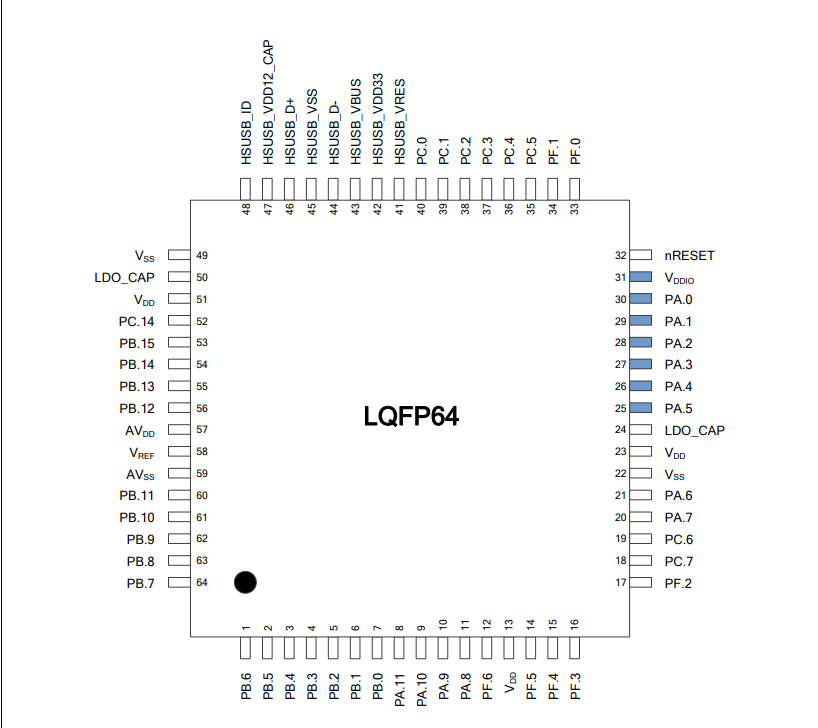 HSUSB_ID
HSUSB_VDD12_CAP
HSUSB_D+
HSUSB_VSS
HSUSB_D-
HSUSB_VBUS
HSUSB_VDD33
HSUSB_VRES
PC.0
PC.1
PC.2
PC.3
PC.4
PC.5
PF.1
PF.0
48
47
46
45
44
43
42
41
40
39
38
37
36
35
34
33
VSS 49
LDO_CAP 50
VDD 51
PC.14 52
PB.15 53
PB.14 54
PB.13 55
PB.12 56
AVDD 57
VREF 58
AVSS 59
PB.11 60
PB.10 61
PB.9 62
PB.8 63
PB.7 64
LQFP64
32 nRESET
31 VDDIO
30 PA.0
29 PA.1
28 PA.2
27 PA.3
26 PA.4
25 PA.5
24 LDO_CAP
23 VDD
22 VSS
21 PA.6
20 PA.7
19 PC.6
18 PC.7
17 PF.2
1
2
3
4
5
6
7
8
9
10
11
12
13
14
15
16
PB.6
PB.5
PB.4
PB.3
PB.2
PB.1
PB.0
PA.11
PA.10
PA.9
PA.8
PF.6
VDD
PF.5
PF.4
PF.3